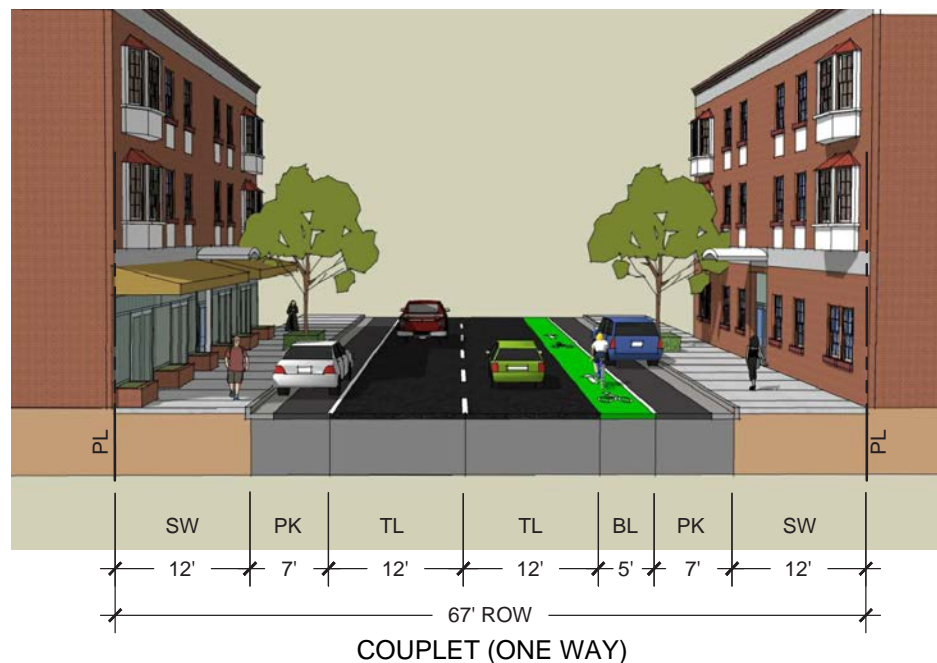 PL
PL
SW PK TL TL BL PK SW
12' 7' 12' 12' 5' 7' 12'
67' ROW
COUPLET (ONE WAY)